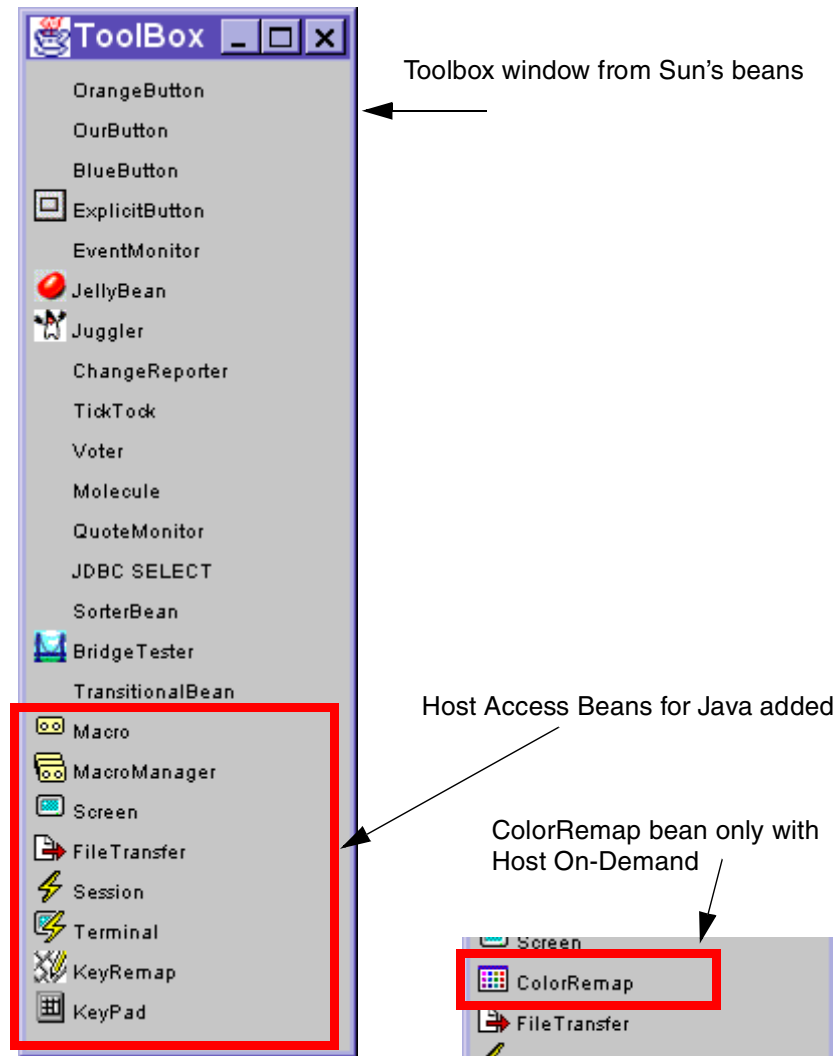 ToolBox
Toolbox window from Sun's beans
OrangeButton
OurButton
BlueButton
ExplicitButton
EventMonitor
JellyBean
Juggler
ChangeReporter
TickTock
Voter
Molecule
QuoteMonitor
JDBC SELECT
SorterBean
BridgeTester
TransitionalBean
Host Access Beans for Java added
Macro
MacroManager
Screen
FileTransfer
Session
Terminal
KeyRemap
KeyPad
ColorRemap bean only with
Host On-Demand
Screen
ColorRemap
FileTransfer